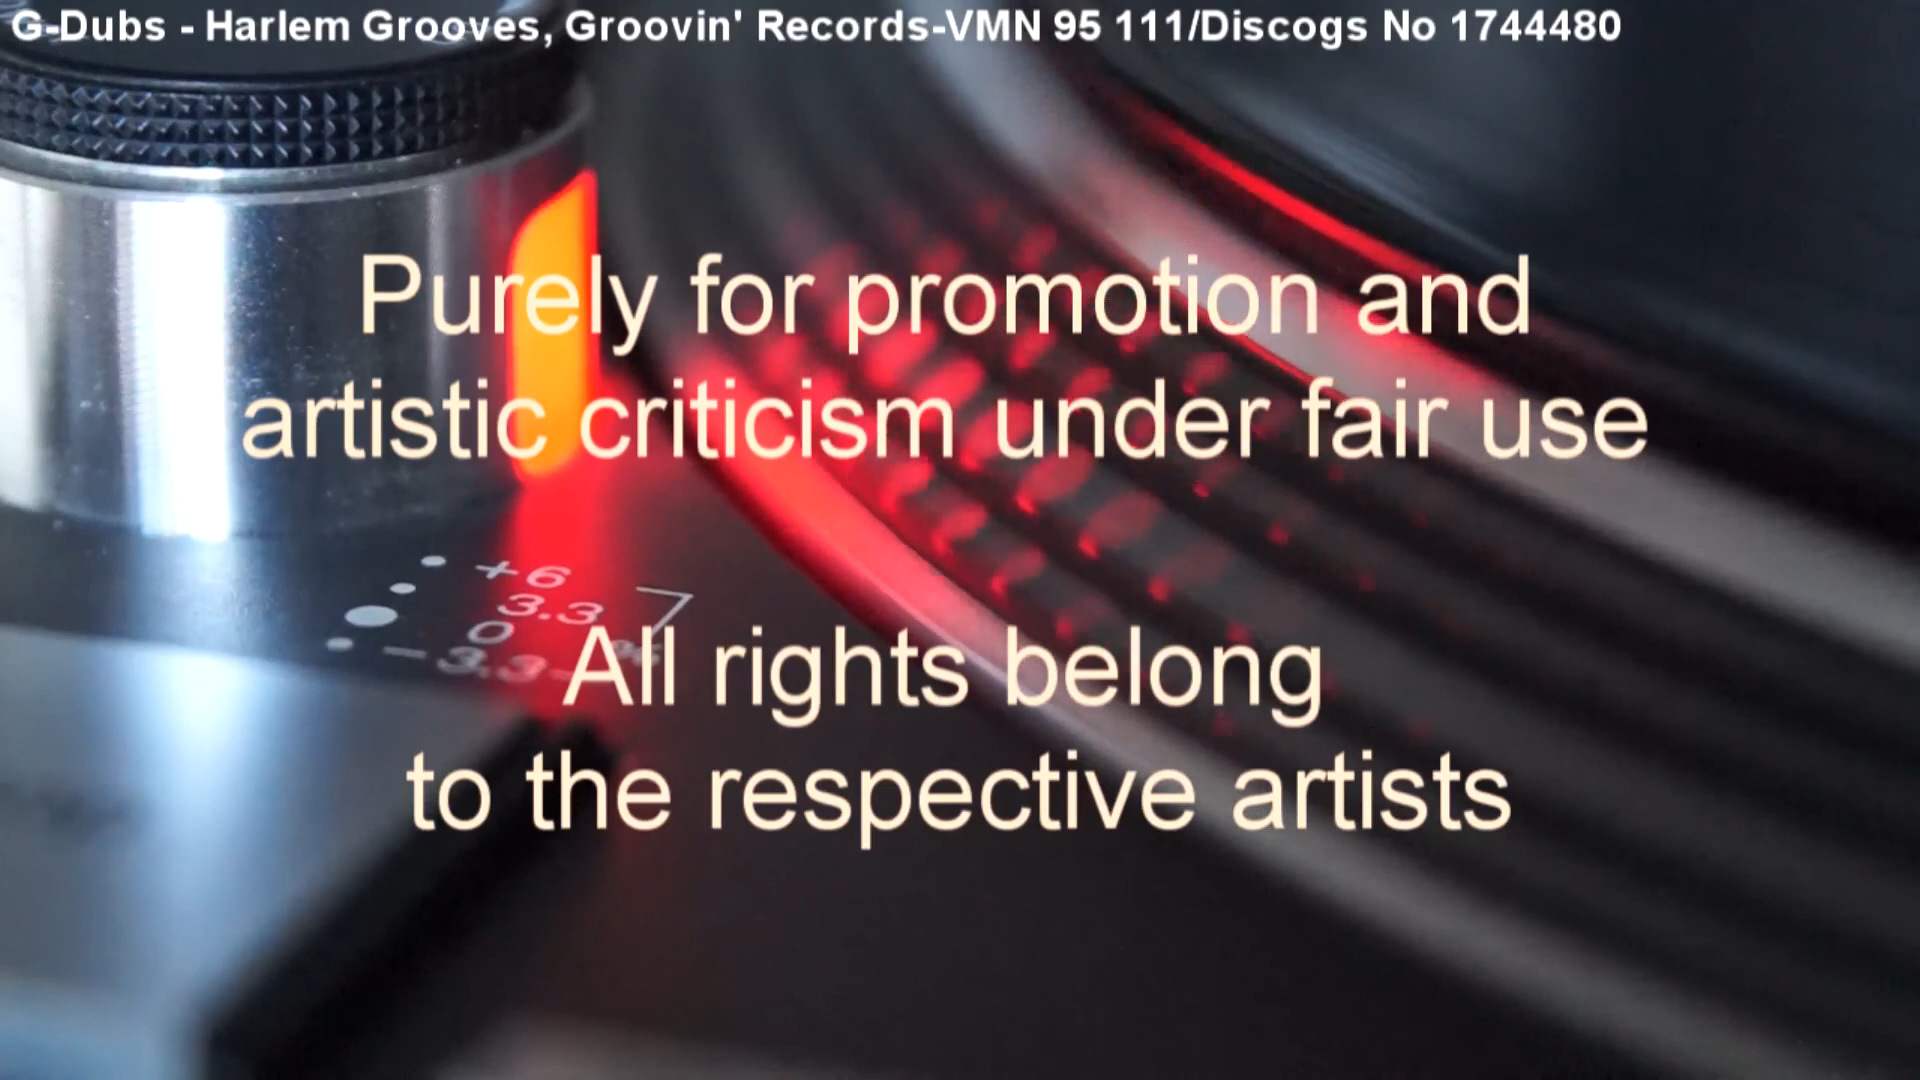 G-Dubs - Harlem Grooves, Groovin' Records-VMN 95 111/Discogs No 1744480
Purely for promotion and
artistic criticism under fair use
+6
3.3
0
-3.3
All rights belong
to the respective artists